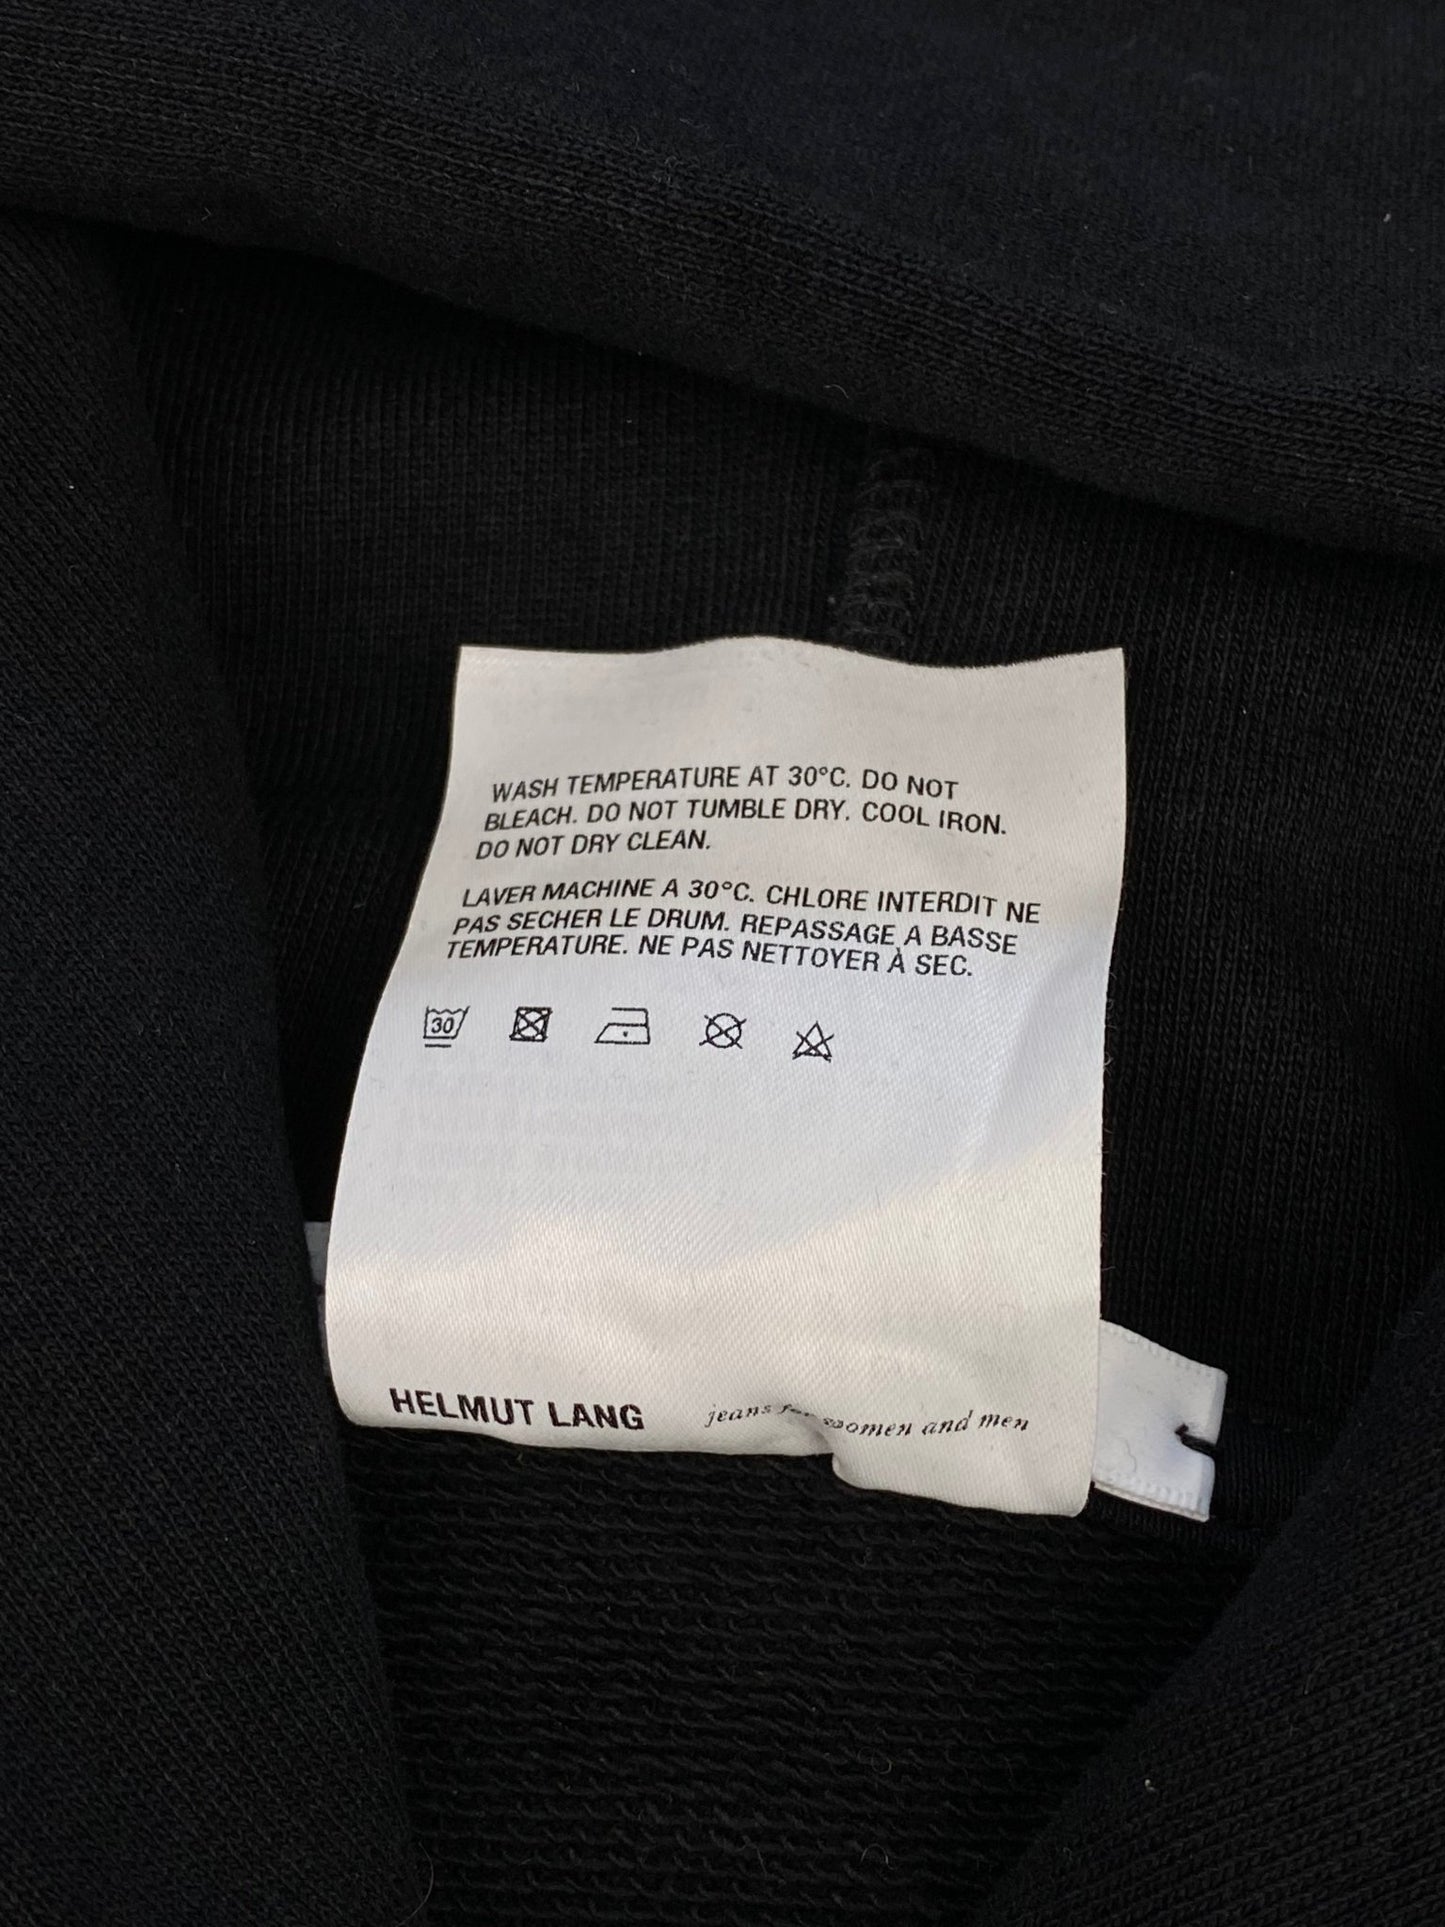 WASH TEMPERATURE AT 30°C. DO NOT
BLEACH. DO NOT TUMBLE DRY. COOL IRON.
DO NOT DRY CLEAN.
LAVER MACHINE A 30°C. CHLORE INTERDIT NE
PAS SECHER LE DRUM. REPASSAGE A BASSE
TEMPERATURE. NE PAS NETTOYER À SEC.
30
HELMUT LANG jeans for women and men